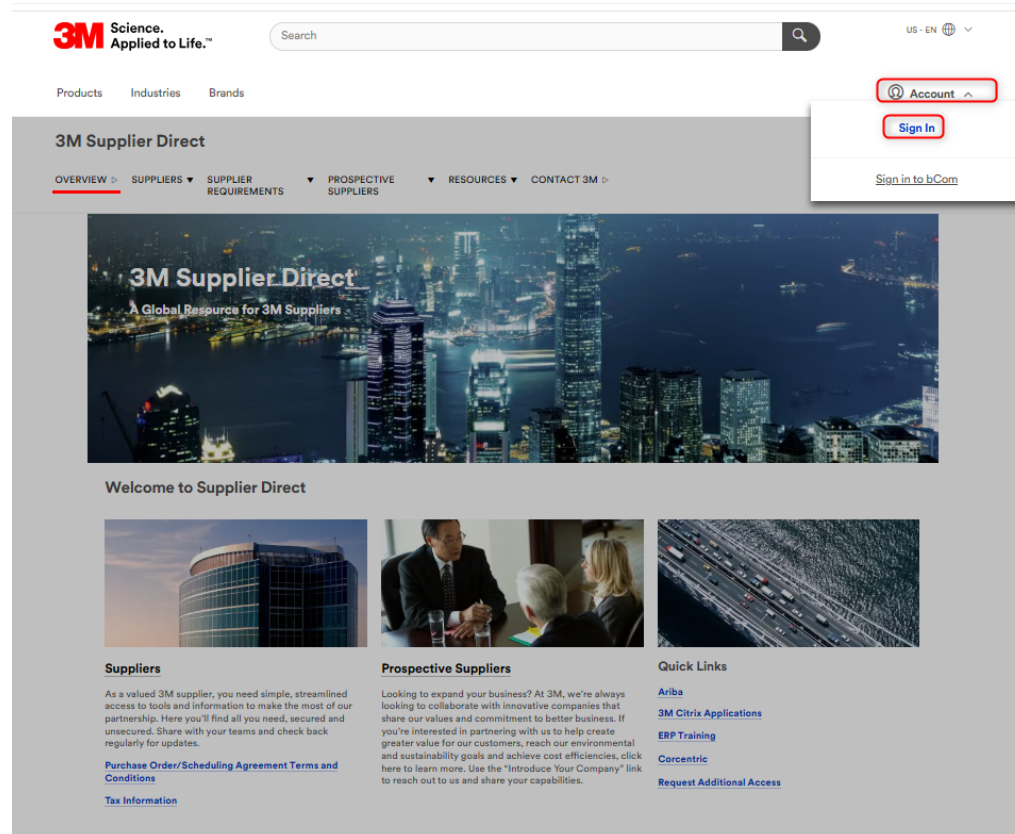 3M Science.
Applied to Life.™
Search
US - EN
Products Industries Brands
Account
Sign In
Sign in to bCom
3M Supplier Direct
OVERVIEW ▷ SUPPLIERS ▼ SUPPLIER REQUIREMENTS ▼ PROSPECTIVE SUPPLIERS ▼ RESOURCES ▼ CONTACT 3M ▷
3M Supplier Direct
A Global Resource for 3M Suppliers
Welcome to Supplier Direct
Suppliers
As a valued 3M supplier, you need simple, streamlined
access to tools and information to make the most of our
partnership. Here you'll find all you need, secured and
unsecured. Share with your teams and check back
regularly for updates.
Purchase Order/Scheduling Agreement Terms and
Conditions
Tax Information
Prospective Suppliers
Looking to expand your business? At 3M, we're always
looking to collaborate with innovative companies that
share our values and commitment to better business. If
you're interested in partnering with us to help create
greater value for our customers, reach our environmental
and sustainability goals and achieve cost efficiencies, click
here to learn more. Use the "Introduce Your Company" link
to reach out to us and share your capabilities.
Quick Links
Ariba
3M Citrix Applications
ERP Training
Corcentric
Request Additional Access